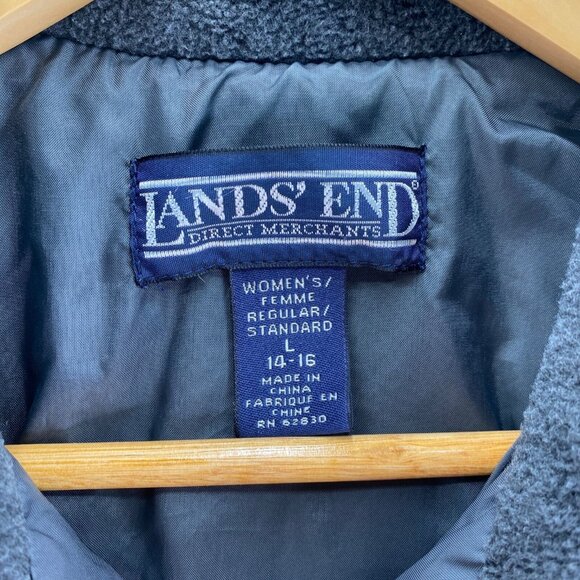 LANDS' END®
DIRECT MERCHANTS
WOMEN'S/
FEMME
REGULAR/
STANDARD
L
14-16
MADE IN
CHINA
FABRIQUE EN
CHINE
RN 62830